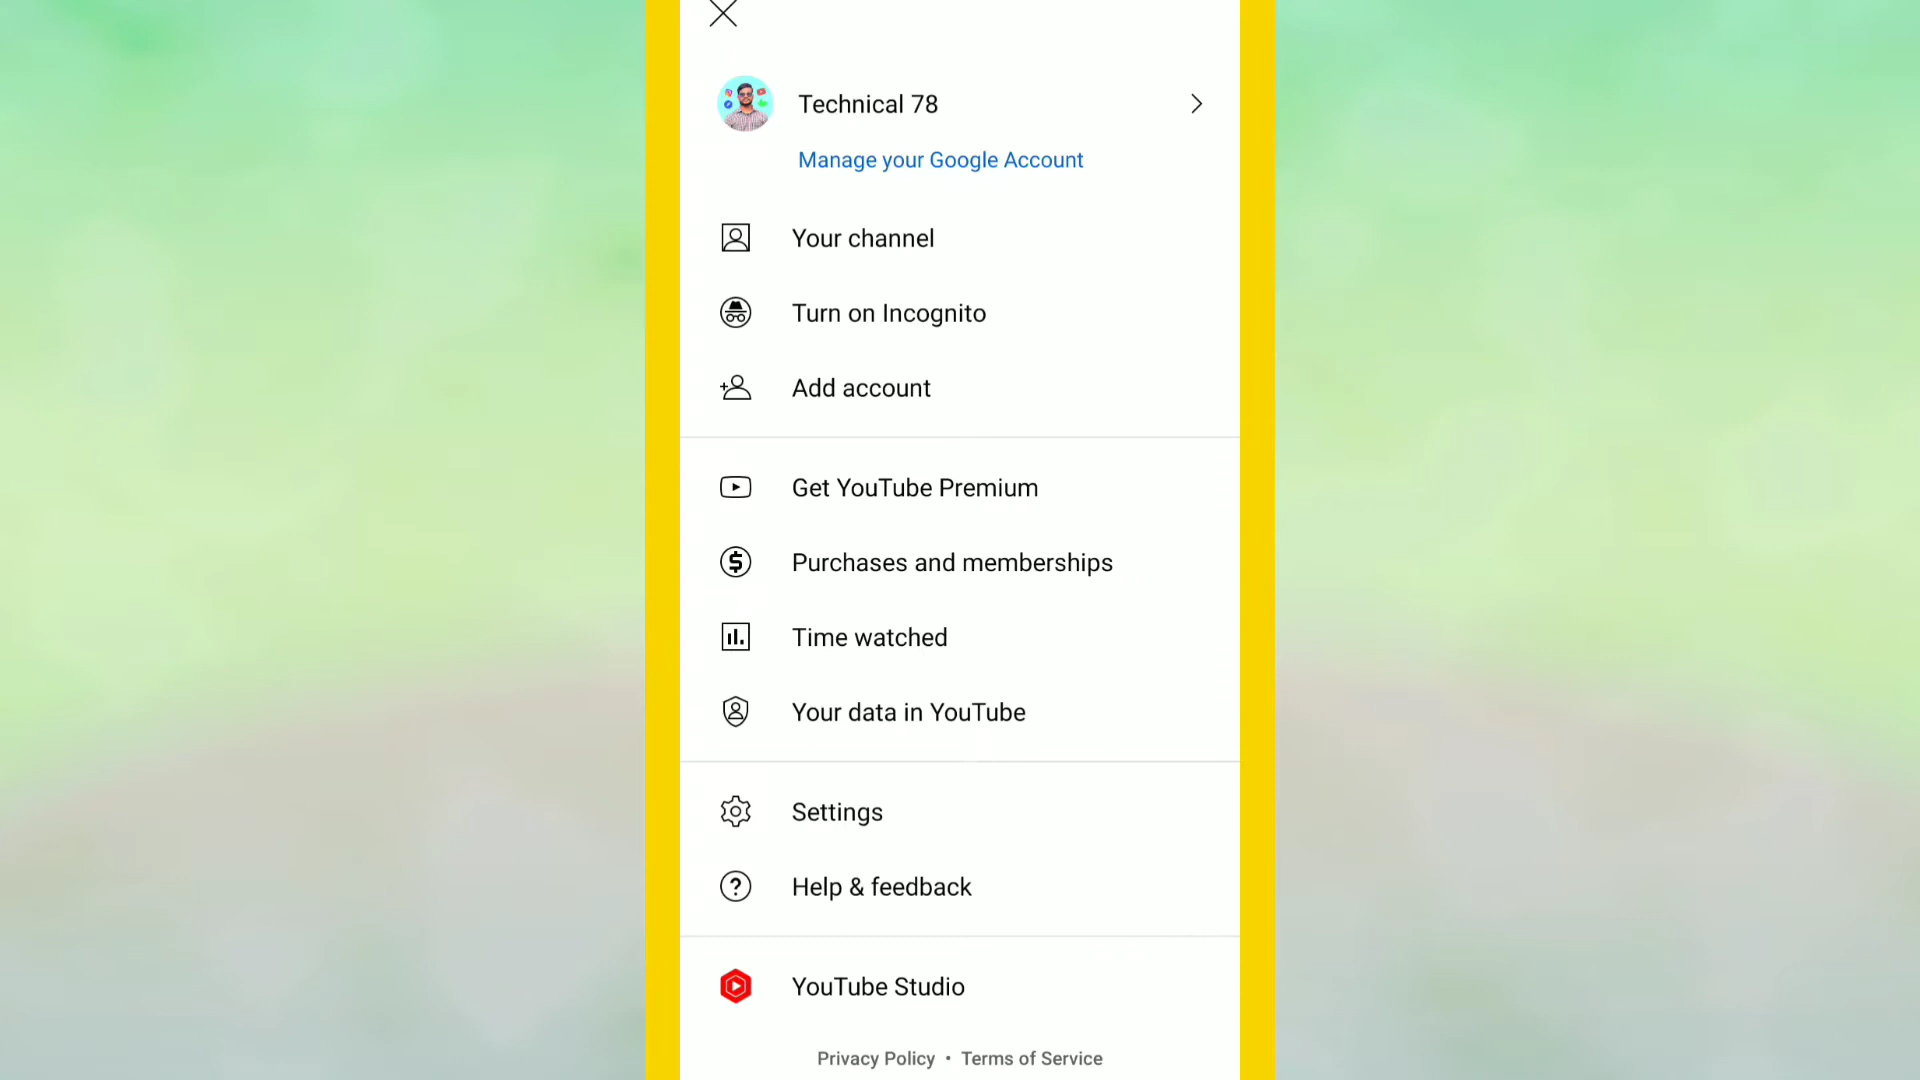 Technical 78
Manage your Google Account
Your channel
Turn on Incognito
Add account
Get YouTube Premium
Purchases and memberships
Time watched
Your data in YouTube
Settings
Help & feedback
YouTube Studio
Privacy Policy • Terms of Service